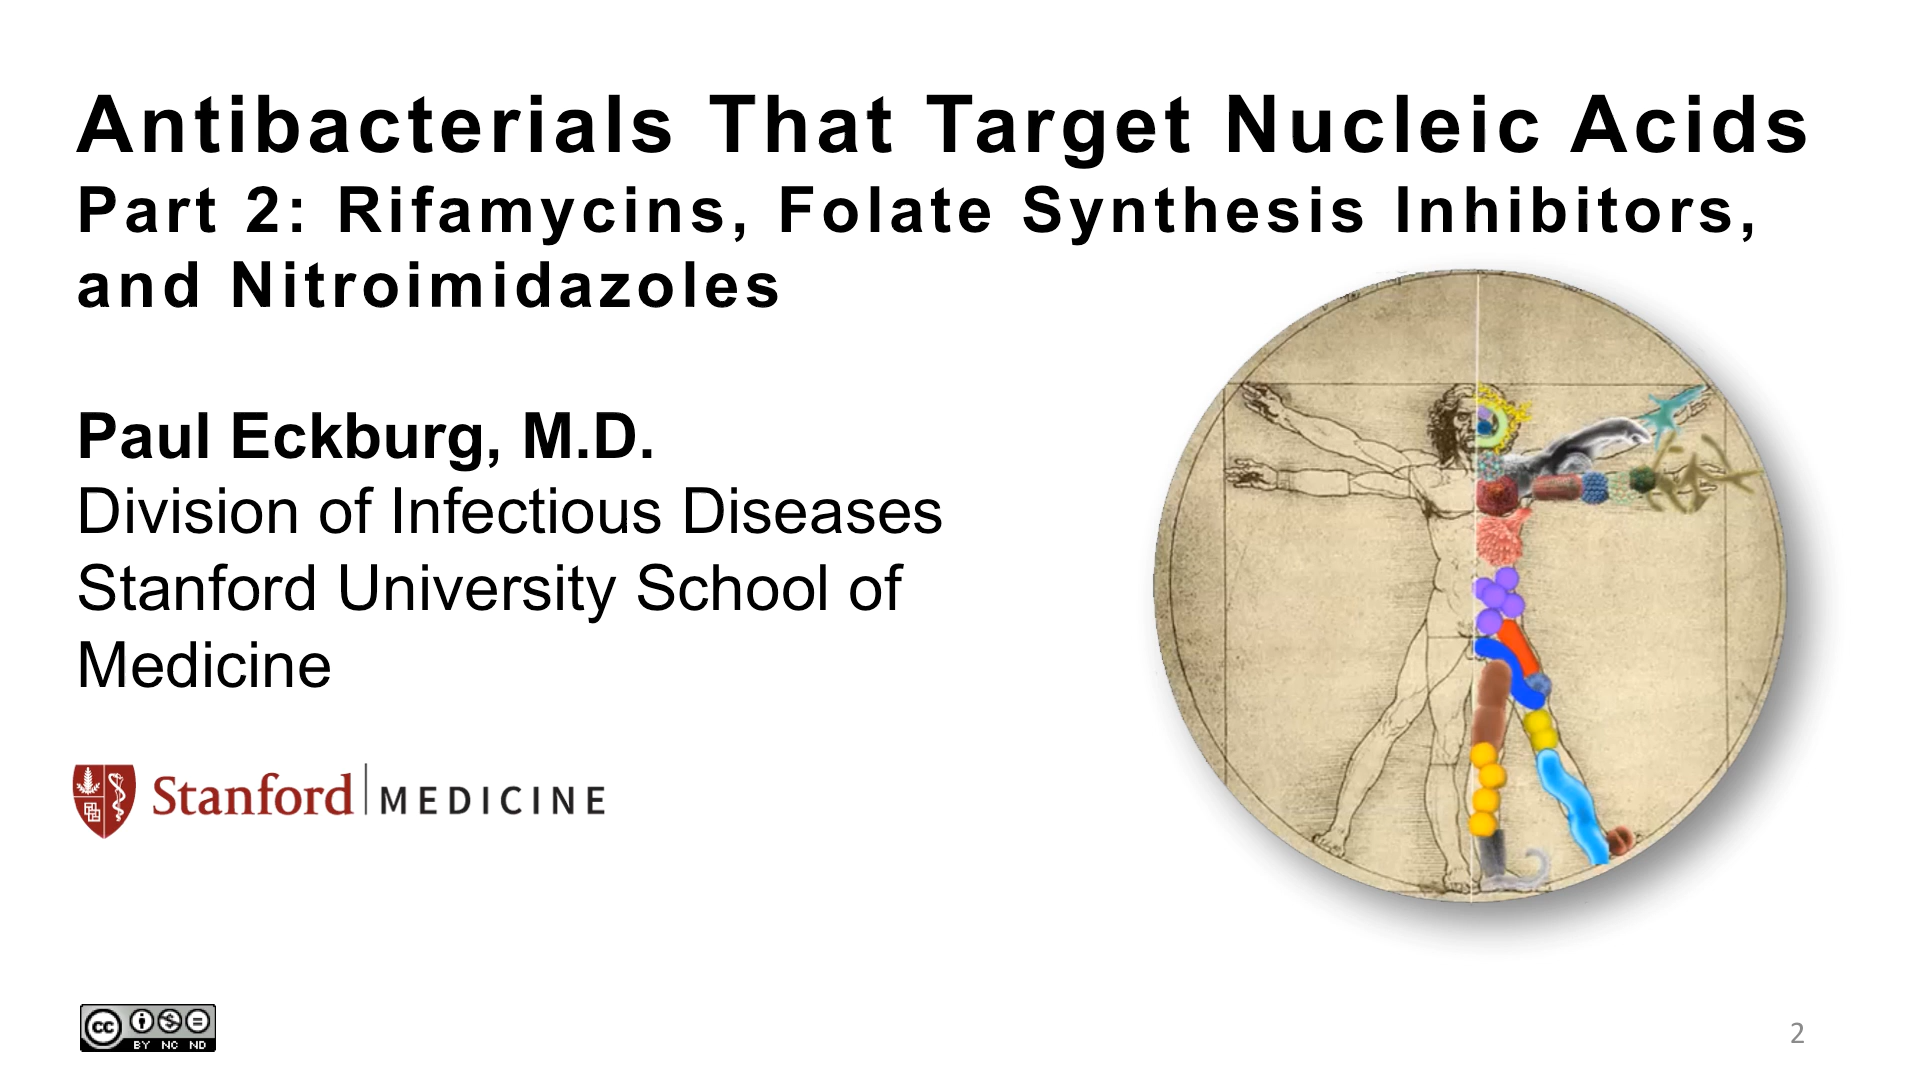 Antibacterials That Target Nucleic Acids
Part 2: Rifamycins, Folate Synthesis Inhibitors,
and Nitroimidazoles
Paul Eckburg, M.D.
Division of Infectious Diseases
Stanford University School of
Medicine
Stanford MEDICINE
cc
BY NC ND
2